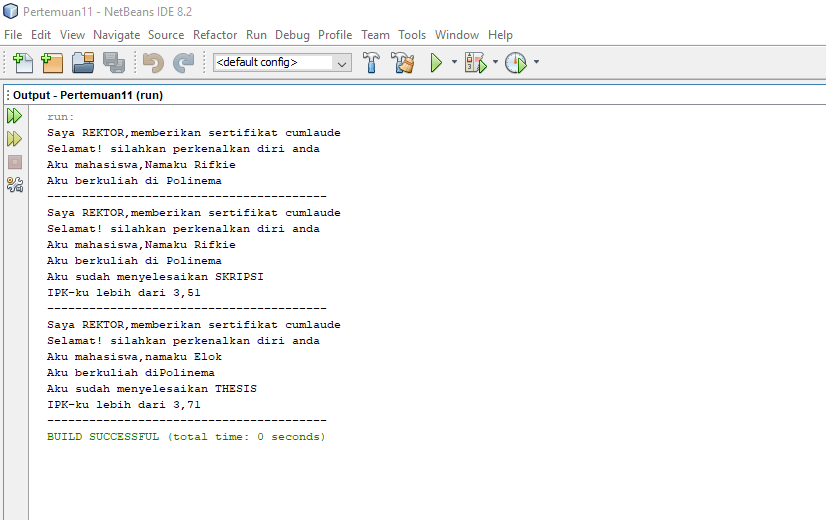 Pertemuan11 - NetBeans IDE 8.2
File Edit View Navigate Source Refactor Run Debug Profile Team Tools Window Help
<default config>
Output - Pertemuan11 (run)
run:
Saya REKTOR,memberikan sertifikat cumlaude
Selamat! silahkan perkenalkan diri anda
Aku mahasiswa,Namaku Rifkie
Aku berkuliah di Polinema
----------------------------------------
Saya REKTOR,memberikan sertifikat cumlaude
Selamat! silahkan perkenalkan diri anda
Aku mahasiswa,Namaku Rifkie
Aku berkuliah di Polinema
Aku sudah menyelesaikan SKRIPSI
IPK-ku lebih dari 3,51
----------------------------------------
Saya REKTOR,memberikan sertifikat cumlaude
Selamat! silahkan perkenalkan diri anda
Aku mahasiswa,namaku Elok
Aku berkuliah diPolinema
Aku sudah menyelesaikan THESIS
IPK-ku lebih dari 3,71
----------------------------------------
BUILD SUCCESSFUL (total time: 0 seconds)